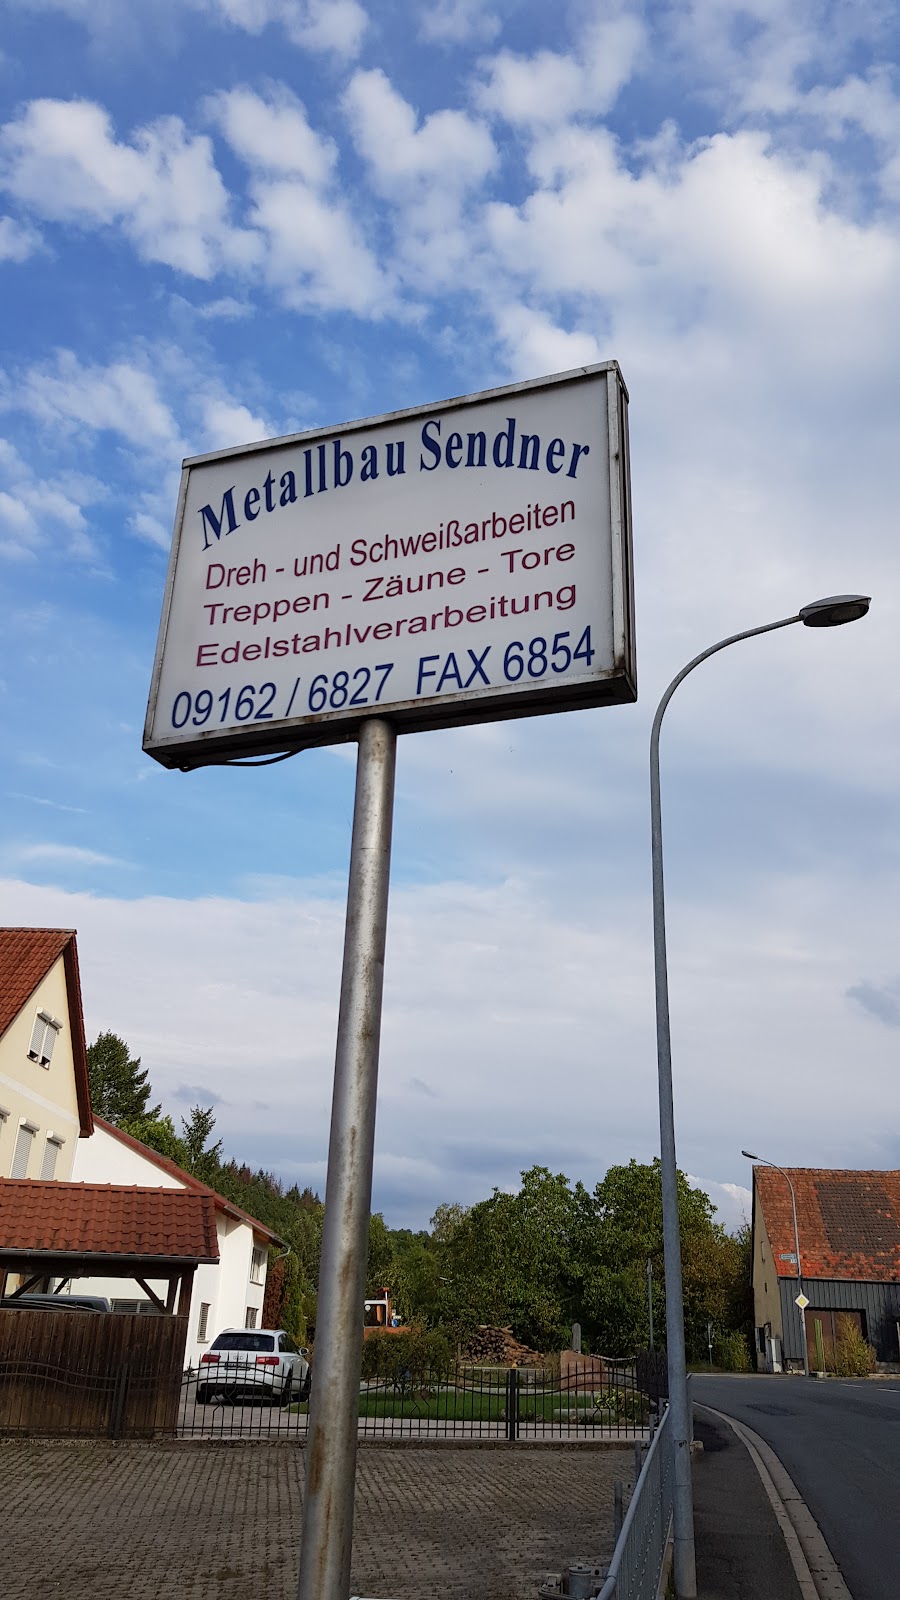 Metallbau Sendner
Dreh - und Schweißarbeiten
Treppen - Zäune - Tore
Edelstahlverarbeitung
09162 / 6827 FAX 6854